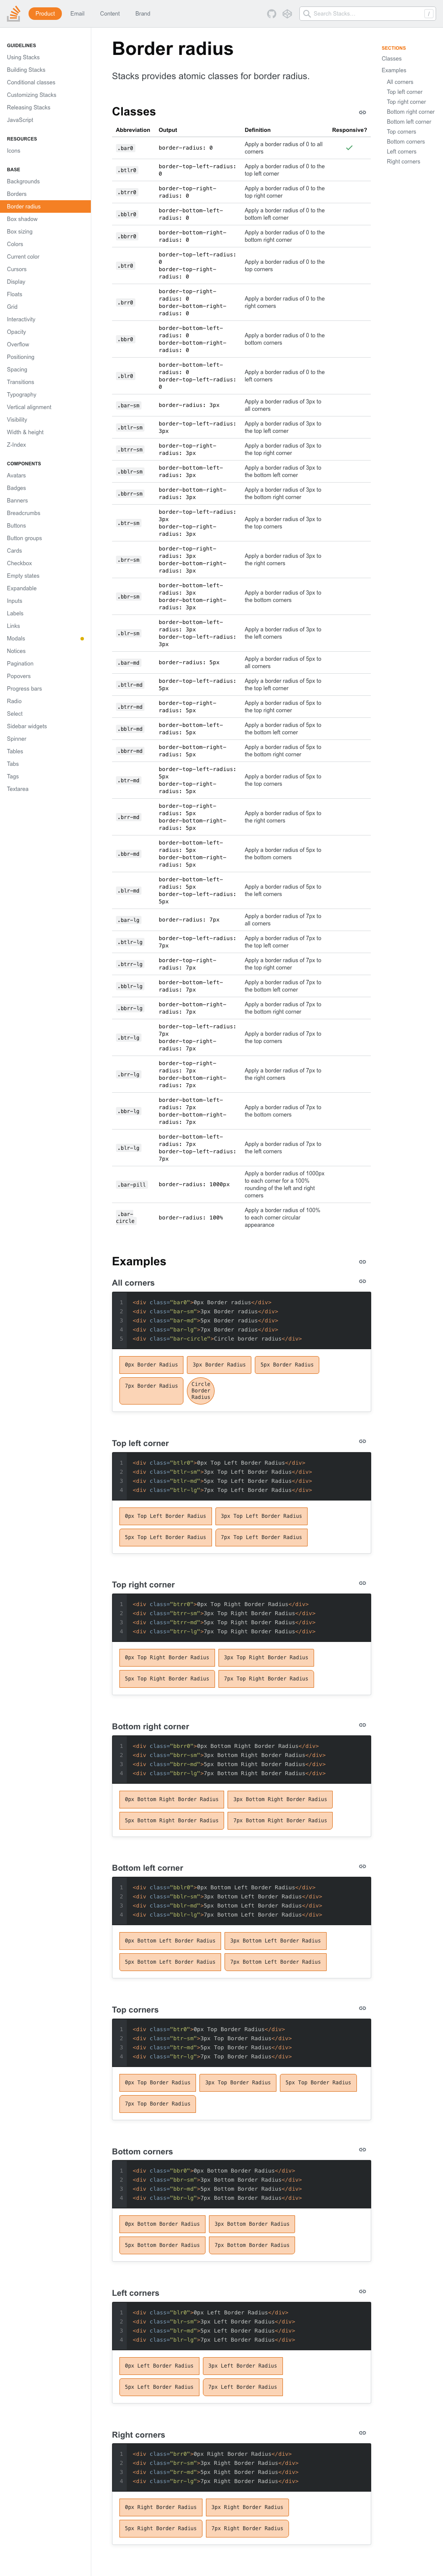 Product Email Content Brand Search Stacks… /
GUIDELINES
Using Stacks
Building Stacks
Conditional classes
Customizing Stacks
Releasing Stacks
JavaScript
RESOURCES
Icons
BASE
Backgrounds
Borders
Border radius
Box shadow
Box sizing
Colors
Current color
Cursors
Display
Floats
Grid
Interactivity
Opacity
Overflow
Positioning
Spacing
Transitions
Typography
Vertical alignment
Visibility
Width & height
Z-Index
COMPONENTS
Avatars
Badges
Banners
Breadcrumbs
Buttons
Button groups
Cards
Checkbox
Empty states
Expandable
Inputs
Labels
Links
Modals
Notices
Pagination
Popovers
Progress bars
Radio
Select
Sidebar widgets
Spinner
Tables
Tabs
Tags
Textarea
Border radius
Stacks provides atomic classes for border radius.
Classes
Abbreviation Output Definition Responsive?
.bar0 border-radius: 0 Apply a border radius of 0 to all
corners
.btlr0 border-top-left-
radius: 0 Apply a border radius of 0 to the
top left corner
.btrr0 border-top-right-
radius: 0 Apply a border radius of 0 to the
top right corner
.bblr0 border-bottom-left-
radius: 0 Apply a border radius of 0 to the
bottom left corner
.bbrr0 border-bottom-right-
radius: 0 Apply a border radius of 0 to the
bottom right corner
.btr0 border-top-left-radius:
0
border-top-right-
radius: 0 Apply a border radius of 0 to the
top corners
.brr0 border-top-right-
radius: 0
border-bottom-right-
radius: 0 Apply a border radius of 0 to the
right corners
.bbr0 border-bottom-left-
radius: 0
border-bottom-right-
radius: 0 Apply a border radius of 0 to the
bottom corners
.blr0 border-bottom-left-
radius: 0
border-top-left-radius:
0 Apply a border radius of 0 to the
left corners
.bar-sm border-radius: 3px Apply a border radius of 3px to
all corners
.btlr-sm border-top-left-radius:
3px Apply a border radius of 3px to
the top left corner
.btrr-sm border-top-right-
radius: 3px Apply a border radius of 3px to
the top right corner
.bblr-sm border-bottom-left-
radius: 3px Apply a border radius of 3px to
the bottom left corner
.bbrr-sm border-bottom-right-
radius: 3px Apply a border radius of 3px to
the bottom right corner
.btr-sm border-top-left-radius:
3px
border-top-right-
radius: 3px Apply a border radius of 3px to
the top corners
.brr-sm border-top-right-
radius: 3px
border-bottom-right-
radius: 3px Apply a border radius of 3px to
the right corners
.bbr-sm border-bottom-left-
radius: 3px
border-bottom-right-
radius: 3px Apply a border radius of 3px to
the bottom corners
.blr-sm border-bottom-left-
radius: 3px
border-top-left-radius:
3px Apply a border radius of 3px to
the left corners
.bar-md border-radius: 5px Apply a border radius of 5px to
all corners
.btlr-md border-top-left-radius:
5px Apply a border radius of 5px to
the top left corner
.btrr-md border-top-right-
radius: 5px Apply a border radius of 5px to
the top right corner
.bblr-md border-bottom-left-
radius: 5px Apply a border radius of 5px to
the bottom left corner
.bbrr-md border-bottom-right-
radius: 5px Apply a border radius of 5px to
the bottom right corner
.btr-md border-top-left-radius:
5px
border-top-right-
radius: 5px Apply a border radius of 5px to
the top corners
.brr-md border-top-right-
radius: 5px
border-bottom-right-
radius: 5px Apply a border radius of 5px to
the right corners
.bbr-md border-bottom-left-
radius: 5px
border-bottom-right-
radius: 5px Apply a border radius of 5px to
the bottom corners
.blr-md border-bottom-left-
radius: 5px
border-top-left-radius:
5px Apply a border radius of 5px to
the left corners
.bar-lg border-radius: 7px Apply a border radius of 7px to
all corners
.btlr-lg border-top-left-radius:
7px Apply a border radius of 7px to
the top left corner
.btrr-lg border-top-right-
radius: 7px Apply a border radius of 7px to
the top right corner
.bblr-lg border-bottom-left-
radius: 7px Apply a border radius of 7px to
the bottom left corner
.bbrr-lg border-bottom-right-
radius: 7px Apply a border radius of 7px to
the bottom right corner
.btr-lg border-top-left-radius:
7px
border-top-right-
radius: 7px Apply a border radius of 7px to
the top corners
.brr-lg border-top-right-
radius: 7px
border-bottom-right-
radius: 7px Apply a border radius of 7px to
the right corners
.bbr-lg border-bottom-left-
radius: 7px
border-bottom-right-
radius: 7px Apply a border radius of 7px to
the bottom corners
.blr-lg border-bottom-left-
radius: 7px
border-top-left-radius:
7px Apply a border radius of 7px to
the left corners
.bar-pill border-radius: 1000px Apply a border radius of 1000px
to each corner for a 100%
rounding of the left and right
corners
.bar-
circle border-radius: 100% Apply a border radius of 100%
to each corner circular
appearance
Examples
All corners
1 <div class="bar0">0px Border radius</div>
2 <div class="bar-sm">3px Border radius</div>
3 <div class="bar-md">5px Border radius</div>
4 <div class="bar-lg">7px Border radius</div>
5 <div class="bar-circle">Circle border radius</div>
0px Border Radius 3px Border Radius 5px Border Radius
7px Border Radius Circle
Border
Radius
Top left corner
1 <div class="btlr0">0px Top Left Border Radius</div>
2 <div class="btlr-sm">3px Top Left Border Radius</div>
3 <div class="btlr-md">5px Top Left Border Radius</div>
4 <div class="btlr-lg">7px Top Left Border Radius</div>
0px Top Left Border Radius 3px Top Left Border Radius
5px Top Left Border Radius 7px Top Left Border Radius
Top right corner
1 <div class="btrr0">0px Top Right Border Radius</div>
2 <div class="btrr-sm">3px Top Right Border Radius</div>
3 <div class="btrr-md">5px Top Right Border Radius</div>
4 <div class="btrr-lg">7px Top Right Border Radius</div>
0px Top Right Border Radius 3px Top Right Border Radius
5px Top Right Border Radius 7px Top Right Border Radius
Bottom right corner
1 <div class="bbrr0">0px Bottom Right Border Radius</div>
2 <div class="bbrr-sm">3px Bottom Right Border Radius</div>
3 <div class="bbrr-md">5px Bottom Right Border Radius</div>
4 <div class="bbrr-lg">7px Bottom Right Border Radius</div>
0px Bottom Right Border Radius 3px Bottom Right Border Radius
5px Bottom Right Border Radius 7px Bottom Right Border Radius
Bottom left corner
1 <div class="bblr0">0px Bottom Left Border Radius</div>
2 <div class="bblr-sm">3px Bottom Left Border Radius</div>
3 <div class="bblr-md">5px Bottom Left Border Radius</div>
4 <div class="bblr-lg">7px Bottom Left Border Radius</div>
0px Bottom Left Border Radius 3px Bottom Left Border Radius
5px Bottom Left Border Radius 7px Bottom Left Border Radius
Top corners
1 <div class="btr0">0px Top Border Radius</div>
2 <div class="btr-sm">3px Top Border Radius</div>
3 <div class="btr-md">5px Top Border Radius</div>
4 <div class="btr-lg">7px Top Border Radius</div>
0px Top Border Radius 3px Top Border Radius 5px Top Border Radius
7px Top Border Radius
Bottom corners
1 <div class="bbr0">0px Bottom Border Radius</div>
2 <div class="bbr-sm">3px Bottom Border Radius</div>
3 <div class="bbr-md">5px Bottom Border Radius</div>
4 <div class="bbr-lg">7px Bottom Border Radius</div>
0px Bottom Border Radius 3px Bottom Border Radius
5px Bottom Border Radius 7px Bottom Border Radius
Left corners
1 <div class="blr0">0px Left Border Radius</div>
2 <div class="blr-sm">3px Left Border Radius</div>
3 <div class="blr-md">5px Left Border Radius</div>
4 <div class="blr-lg">7px Left Border Radius</div>
0px Left Border Radius 3px Left Border Radius
5px Left Border Radius 7px Left Border Radius
Right corners
1 <div class="brr0">0px Right Border Radius</div>
2 <div class="brr-sm">3px Right Border Radius</div>
3 <div class="brr-md">5px Right Border Radius</div>
4 <div class="brr-lg">7px Right Border Radius</div>
0px Right Border Radius 3px Right Border Radius
5px Right Border Radius 7px Right Border Radius
SECTIONS
Classes
Examples
All corners
Top left corner
Top right corner
Bottom right corner
Bottom left corner
Top corners
Bottom corners
Left corners
Right corners